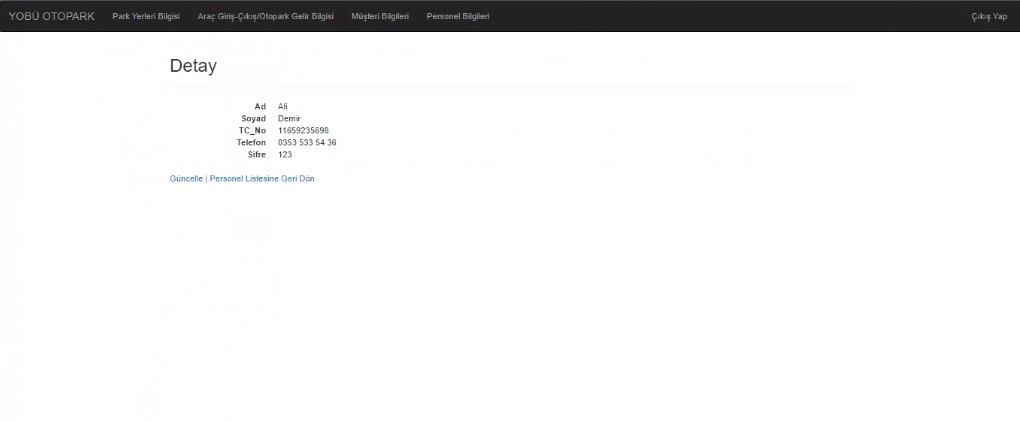 YOBÜ OTOPARK Park Yerleri Bilgisi Araç Giriş-Çıkış/Otopark Gelir Bilgisi Müşteri Bilgileri Personel Bilgileri Çıkış Yap
Detay
Ad Ali
Soyad Demir
TC_No 11659235698
Telefon 0353 533 54 36
Sifre 123
Güncelle | Personel Listesine Geri Dön